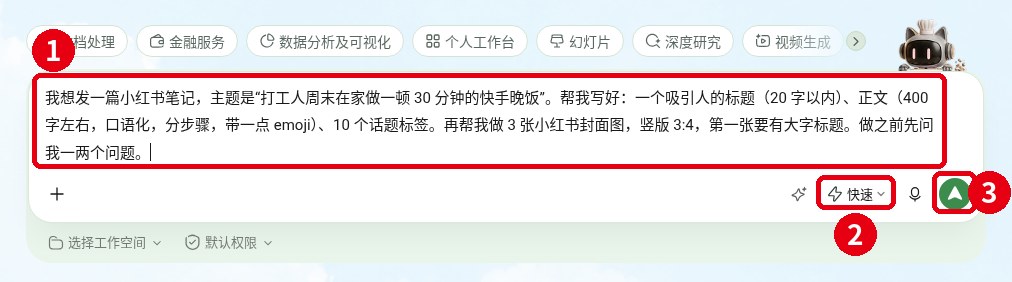 档处理 金融服务 数据分析及可视化 个人工作台 幻灯片 深度研究 视频生成
1
我想发一篇小红书笔记，主题是“打工人周末在家做一顿 30 分钟的快手晚饭”。帮我写好：一个吸引人的标题（20 字以内）、正文（400
字左右，口语化，分步骤，带一点 emoji）、10 个话题标签。再帮我做 3 张小红书封面图，竖版 3:4，第一张要有大字标题。做之前先问
我一两个问题。
快速 3
2
选择工作空间 默认权限